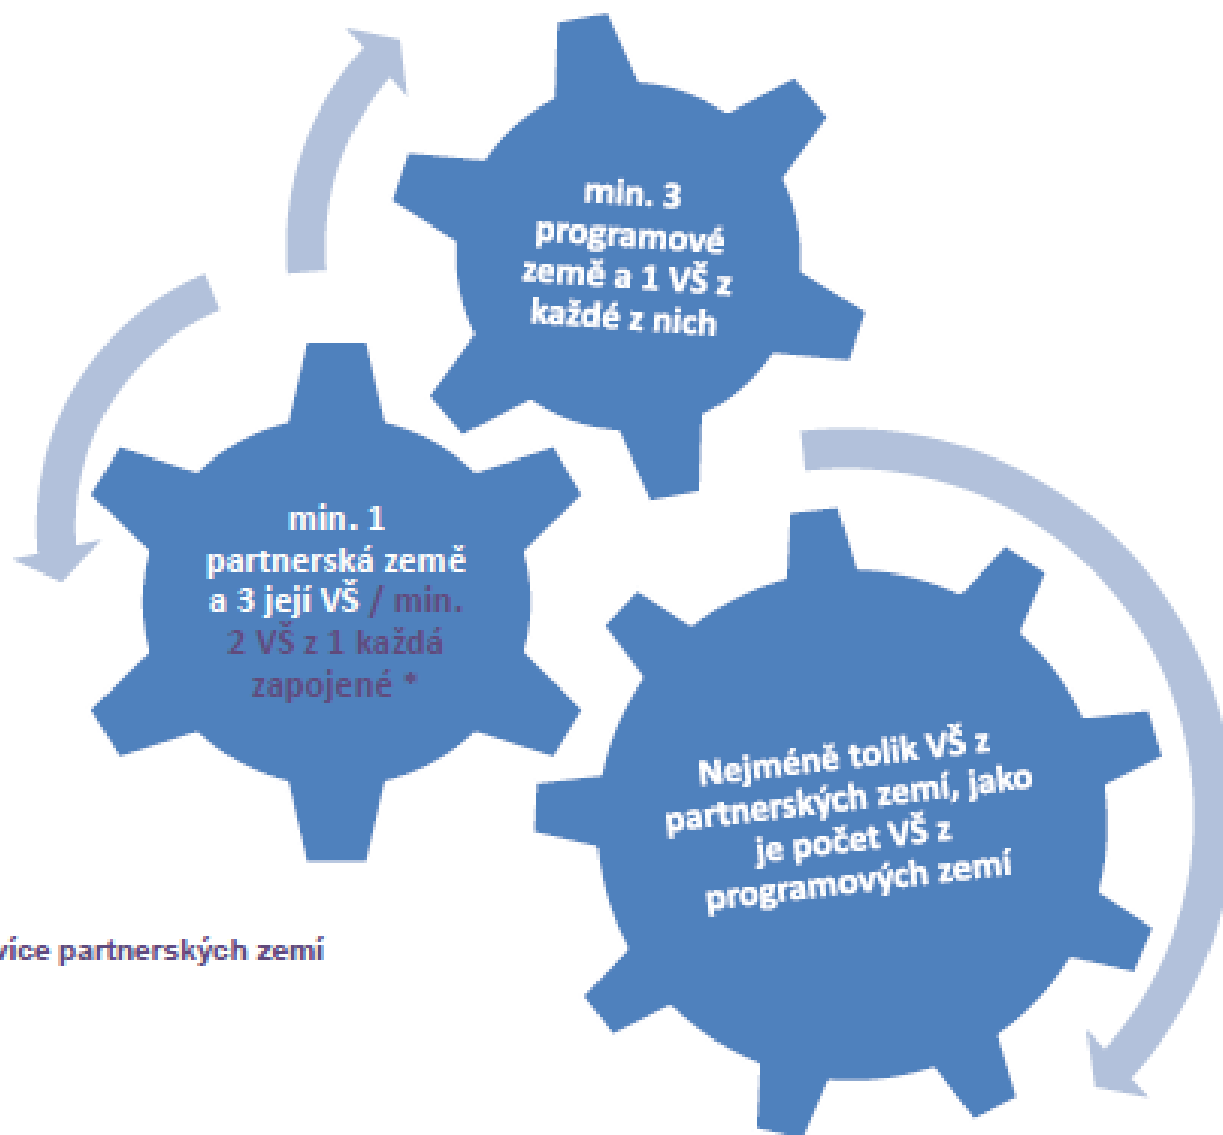 min. 3
programové
země a 1 VŠ z
každé z nich
min. 1
partnerská země
a 3 její VŠ / min.
2 VŠ z 1 každá
zapojené *
Nejméně tolik VŠ z
partnerských zemí, jako
je počet VŠ z
programových zemí
více partnerských zemí